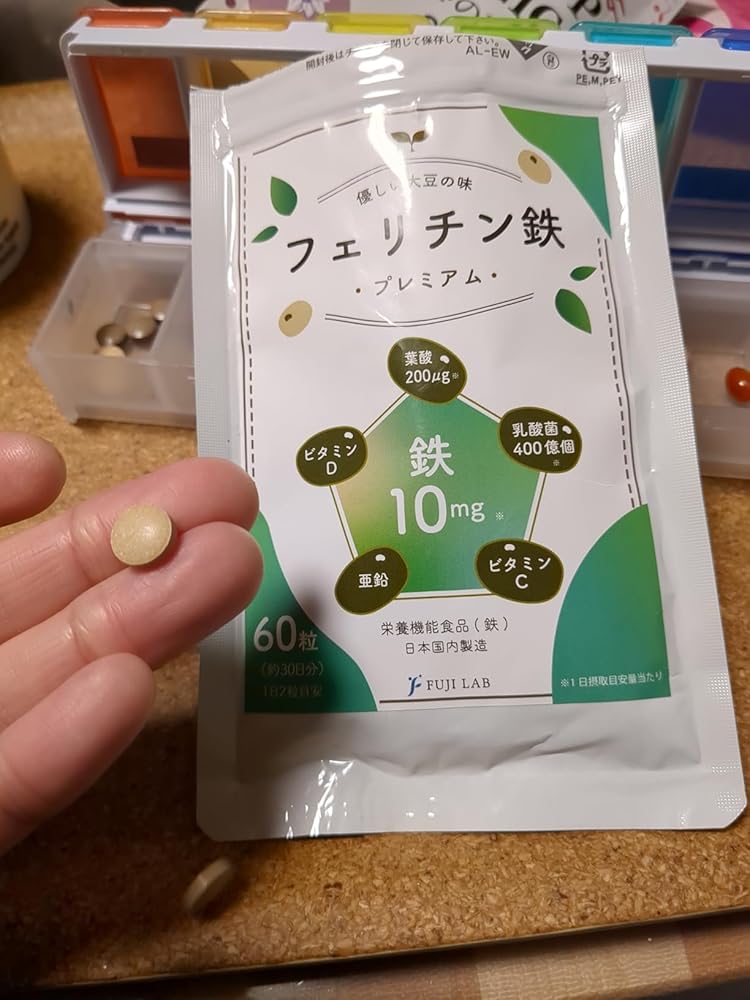 開封後はチ
を閉じて保存して下さい。
AL-EW
プラ
PE,M,PET
優しい大豆の味
フェリチン鉄
・プレミアム・
葉酸
200μg※
乳酸菌
400億個
※
ビタミン
D
鉄
10mg ※
亜鉛
ビタミン
C
栄養機能食品(鉄)
日本国内製造
60粒
(約30日分)
1日2粒目安
FUJI LAB
※1日摂取目安量当たり